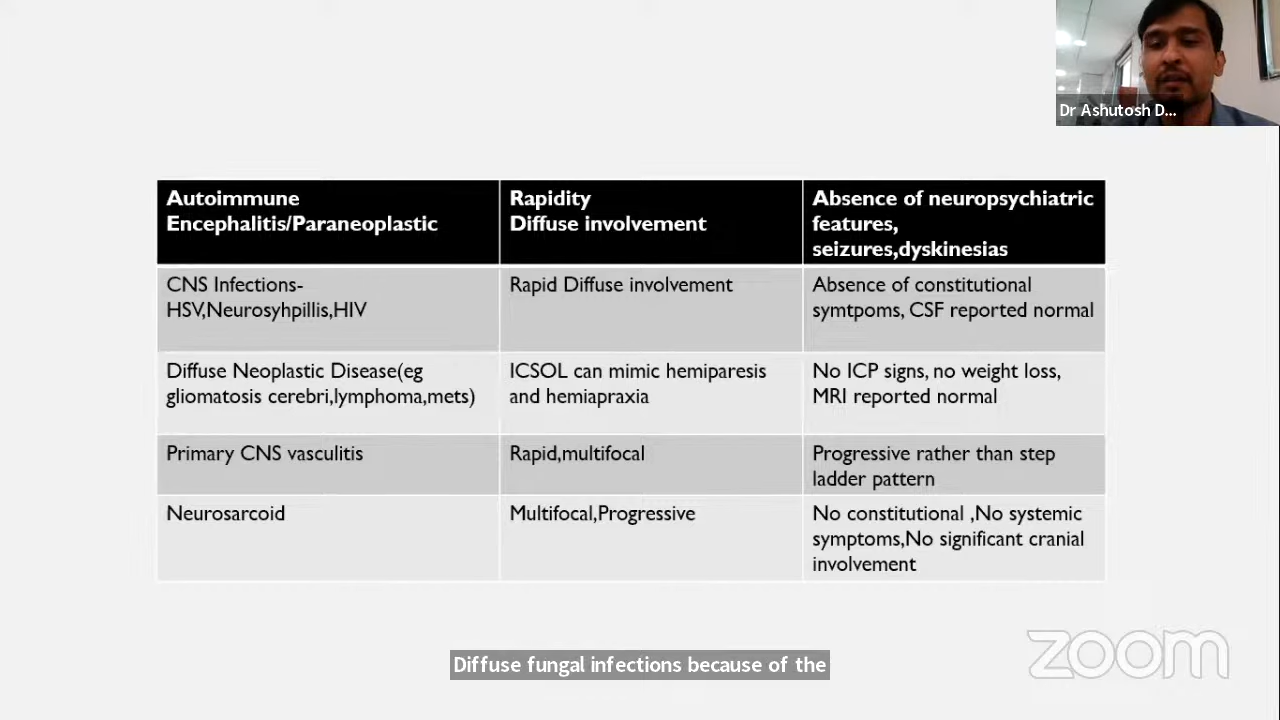 Dr Ashutosh D...
Autoimmune
Encephalitis/Paraneoplastic
Rapidity
Diffuse involvement
Absence of neuropsychiatric
features,
seizures,dyskinesias
CNS Infections-
HSV,Neurosyhpillis,HIV
Rapid Diffuse involvement
Absence of constitutional
symtpoms, CSF reported normal
Diffuse Neoplastic Disease(eg
gliomatosis cerebri,lymphoma,mets)
ICSOL can mimic hemiparesis
and hemiapraxia
No ICP signs, no weight loss,
MRI reported normal
Primary CNS vasculitis
Rapid,multifocal
Progressive rather than step
ladder pattern
Neurosarcoid
Multifocal,Progressive
No constitutional ,No systemic
symptoms,No significant cranial
involvement
Diffuse fungal infections because of the
zoom